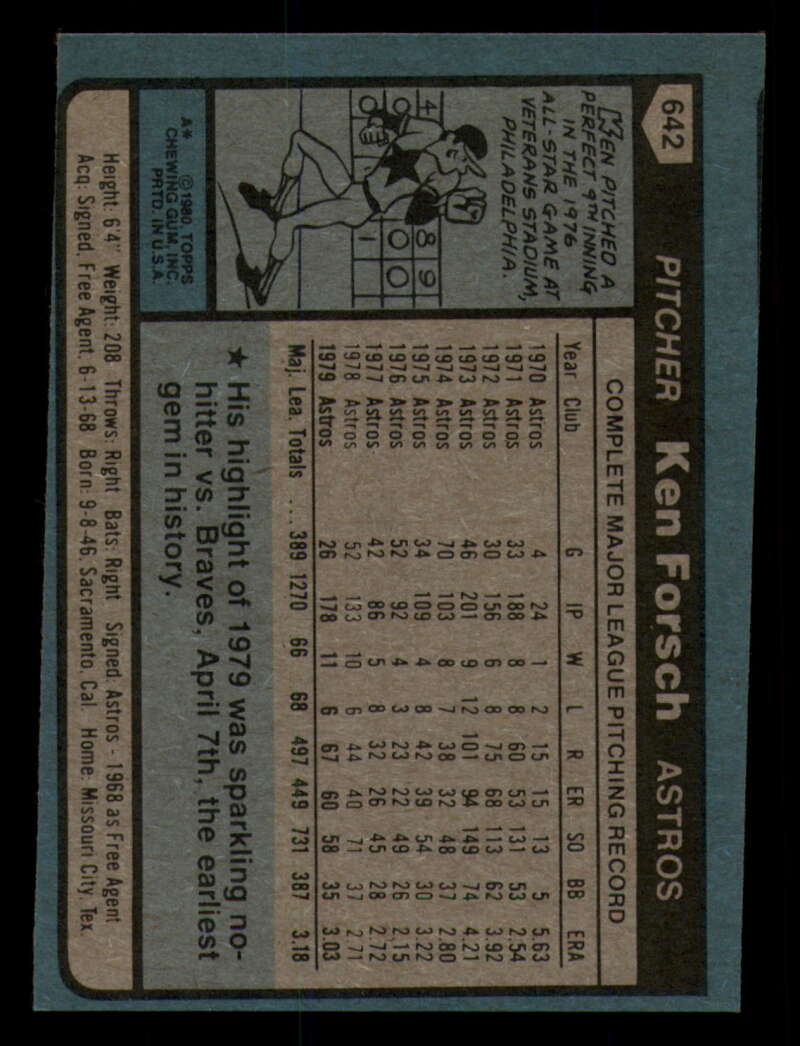 642
PITCHER Ken Forsch ASTROS
KEN PITCHED A
PERFECT 9TH INNING
IN THE 1976
ALL-STAR GAME AT
VETERANS STADIUM,
PHILADELPHIA.
4 8 9
0 0 0
0 1
A* © 1980 TOPPS
CHEWING GUM, INC.
PRTD. IN U.S.A.
COMPLETE MAJOR LEAGUE PITCHING RECORD
Year Club G IP W L R ER SO BB ERA
1970 Astros 4 24 1 2 15 15 13 5 5.63
1971 Astros 33 188 8 8 60 53 131 53 2.54
1972 Astros 30 156 6 8 75 68 113 62 3.92
1973 Astros 46 201 9 12 101 94 149 74 4.21
1974 Astros 70 103 8 7 38 32 48 37 2.80
1975 Astros 34 109 4 8 42 39 54 30 3.22
1976 Astros 52 92 4 3 23 22 49 26 2.15
1977 Astros 42 86 5 8 32 26 45 28 2.72
1978 Astros 52 133 10 6 44 40 71 37 2.71
1979 Astros 26 178 11 6 67 60 58 35 3.03
Maj. Lea. Totals ... 389 1270 66 68 497 449 731 387 3.18
★ His highlight of 1979 was sparkling no-
hitter vs. Braves, April 7th, the earliest
gem in history.
Height: 6'4" Weight: 208 Throws: Right Bats: Right Signed: Astros - 1968 as Free Agent
Acq: Signed, Free Agent, 6-13-68 Born: 9-8-46, Sacramento, Cal. Home: Missouri City, Tex.